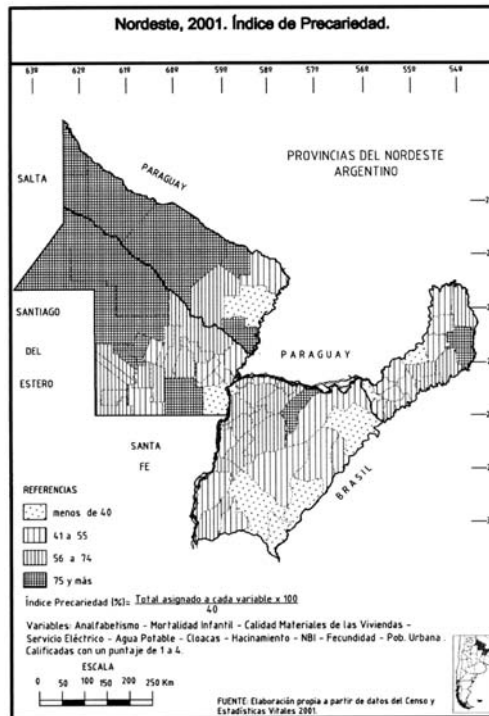 Nordeste, 2001. Índice de Precariedad.
63º 62º 61º 60º 59º 58º 57º 56º 55º 54º
PROVINCIAS DEL NORDESTE
ARGENTINO
SALTA
PARAGUAY
SANTIAGO
DEL
ESTERO
PARAGUAY
SANTA
FE
BRASIL
REFERENCIAS
menos de 40
41 a 55
56 a 74
75 y más
Índice Precariedad (%)= Total asignado a cada variable x 100
40
Variables: Analfabetismo - Mortalidad Infantil - Calidad Materiales de las Viviendas -
Servicio Eléctrico - Agua Potable - Cloacas - Hacinamiento - NBI - Fecundidad - Pob. Urbana .
Calificadas con un puntaje de 1 a 4.
ESCALA
0 50 100 150 200 250 Km
FUENTE: Elaboración propia a partir de datos del Censo y
Estadísticas Vitales 2001.